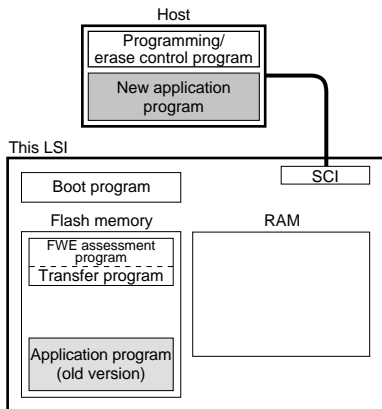 Host
Programming/
erase control program
New application
program
This LSI
SCI
Boot program
Flash memory
RAM
FWE assessment
program
Transfer program
Application program
(old version)